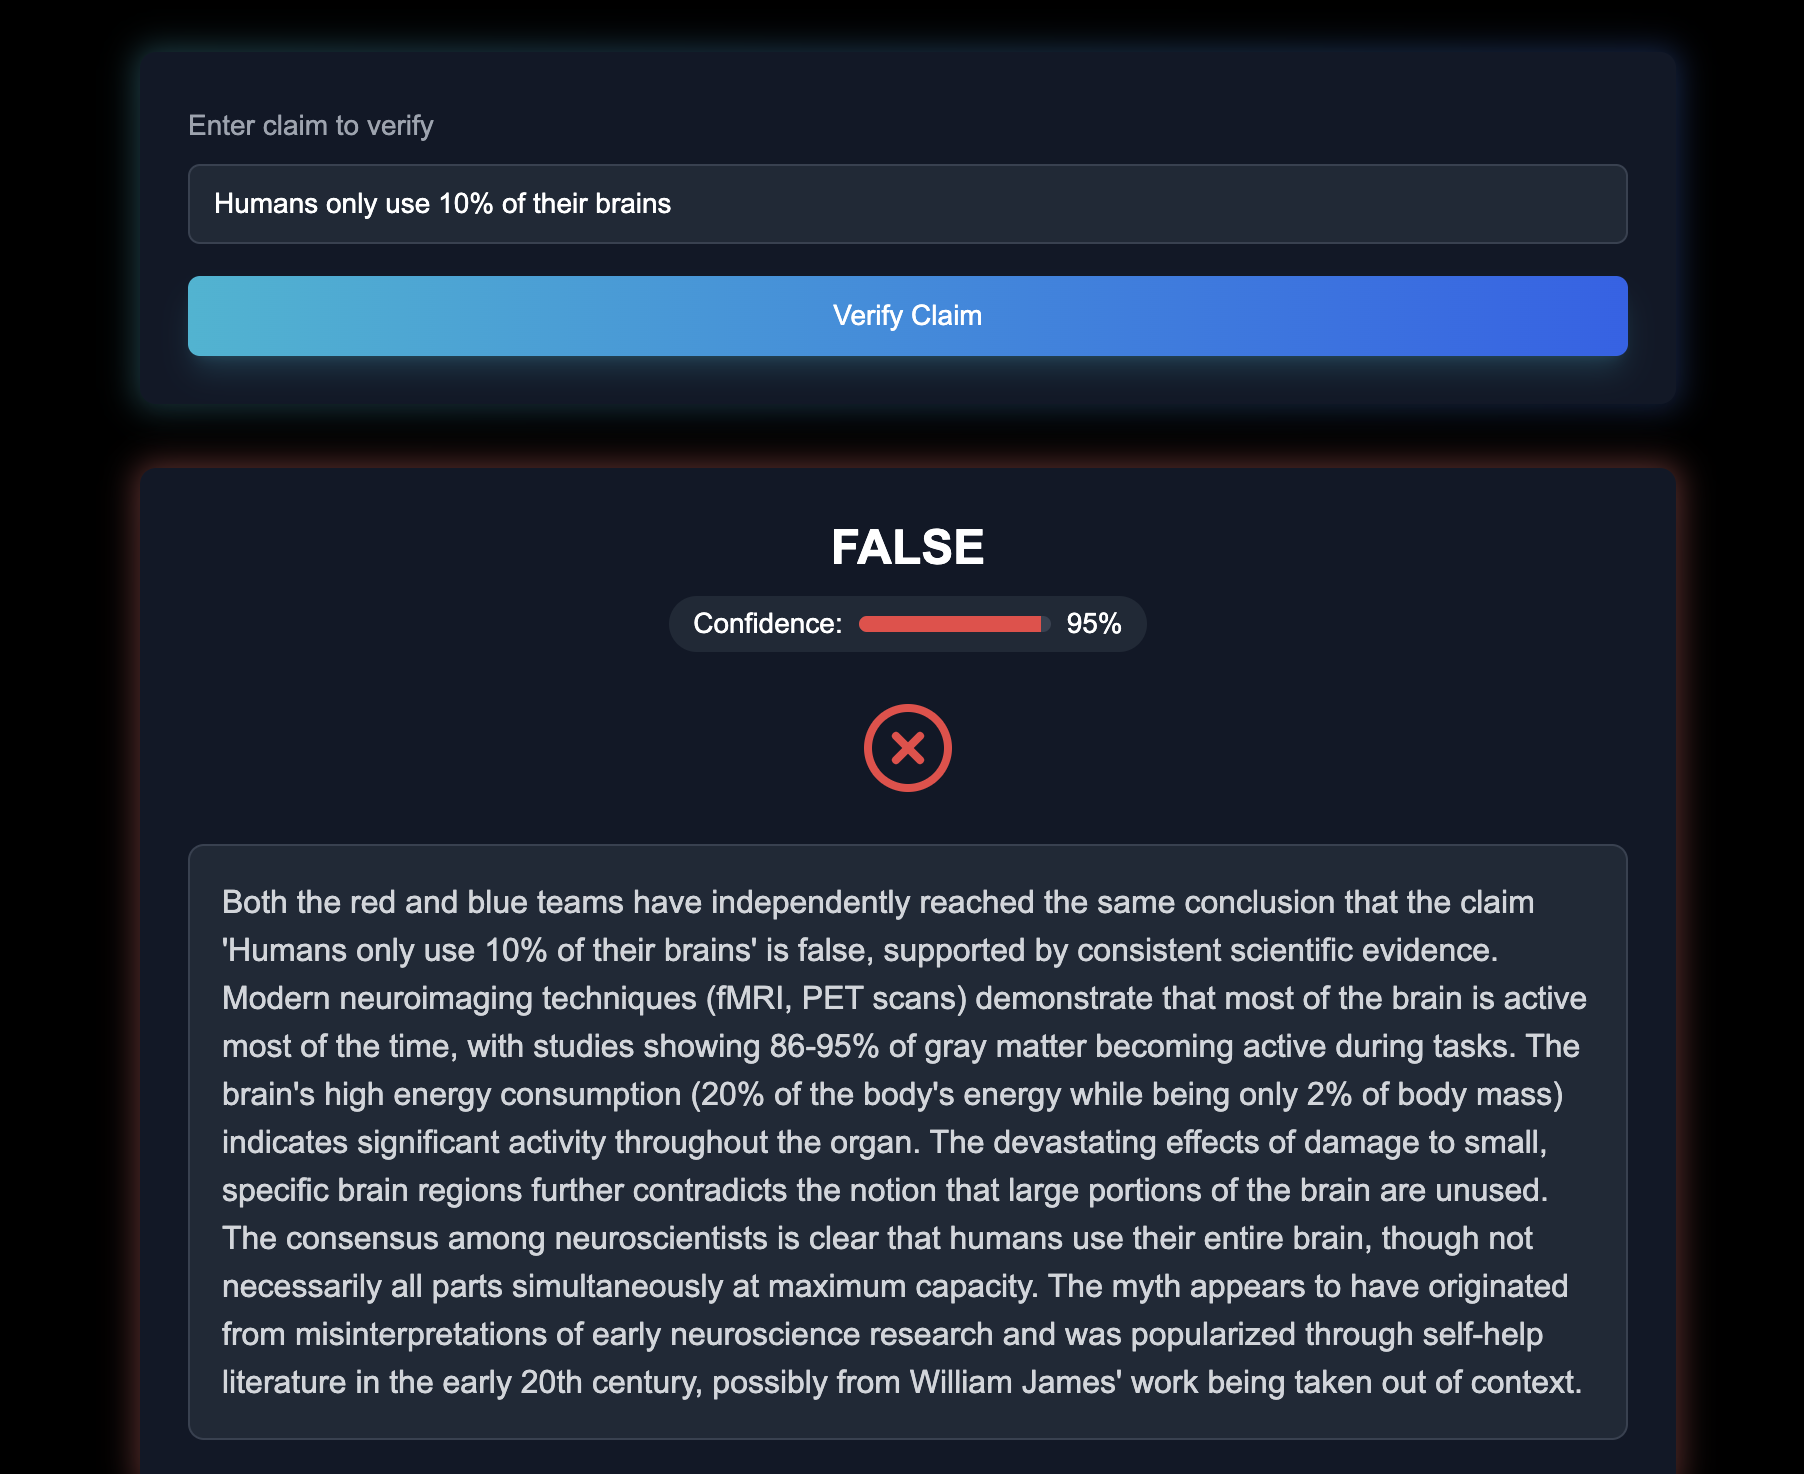 Enter claim to verify
Humans only use 10% of their brains
Verify Claim
FALSE
Confidence: 95%
Both the red and blue teams have independently reached the same conclusion that the claim
'Humans only use 10% of their brains' is false, supported by consistent scientific evidence.
Modern neuroimaging techniques (fMRI, PET scans) demonstrate that most of the brain is active
most of the time, with studies showing 86-95% of gray matter becoming active during tasks. The
brain's high energy consumption (20% of the body's energy while being only 2% of body mass)
indicates significant activity throughout the organ. The devastating effects of damage to small,
specific brain regions further contradicts the notion that large portions of the brain are unused.
The consensus among neuroscientists is clear that humans use their entire brain, though not
necessarily all parts simultaneously at maximum capacity. The myth appears to have originated
from misinterpretations of early neuroscience research and was popularized through self-help
literature in the early 20th century, possibly from William James' work being taken out of context.